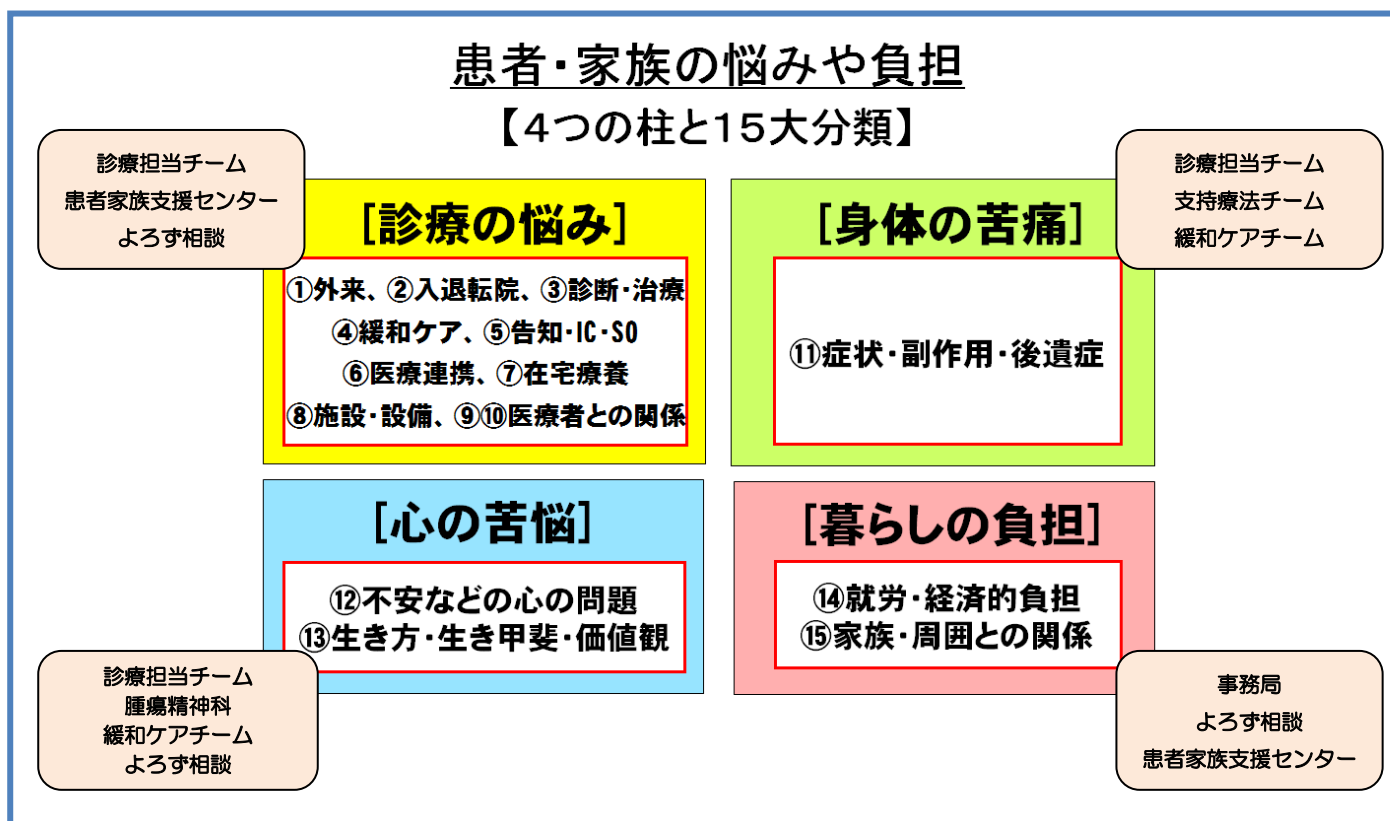 患者・家族の悩みや負担
【４つの柱と１５大分類】
診療担当チーム
患者家族支援センター
よろず相談
[診療の悩み]
①外来、②入退転院、③診断・治療
④緩和ケア、⑤告知・IC・SO
⑥医療連携、⑦在宅療養
⑧施設・設備、⑨⑩医療者との関係
診療担当チーム
支持療法チーム
緩和ケアチーム
[身体の苦痛]
⑪症状・副作用・後遺症
[心の苦悩]
⑫不安などの心の問題
⑬生き方・生き甲斐・価値観
診療担当チーム
腫瘍精神科
緩和ケアチーム
よろず相談
[暮らしの負担]
⑭就労・経済的負担
⑮家族・周囲との関係
事務局
よろず相談
患者家族支援センター